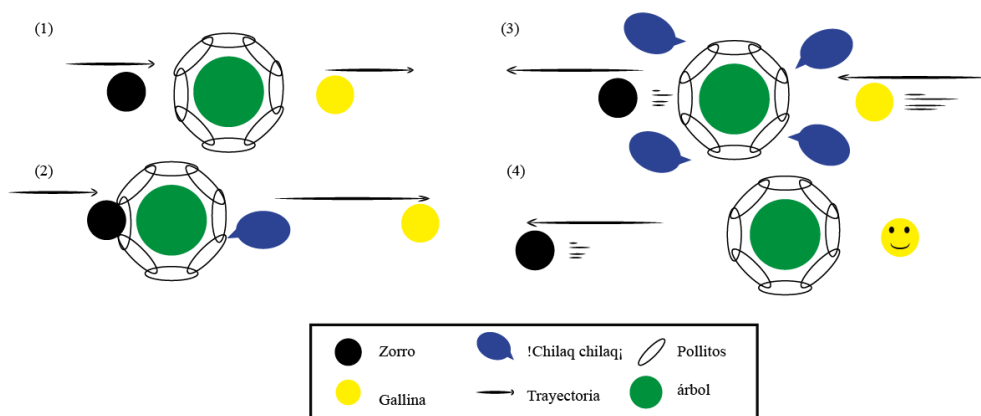 (1)
(3)
(2)
(4)
Zorro
!Chilaq chilaq¡
Pollitos
Gallina
Trayectoria
árbol